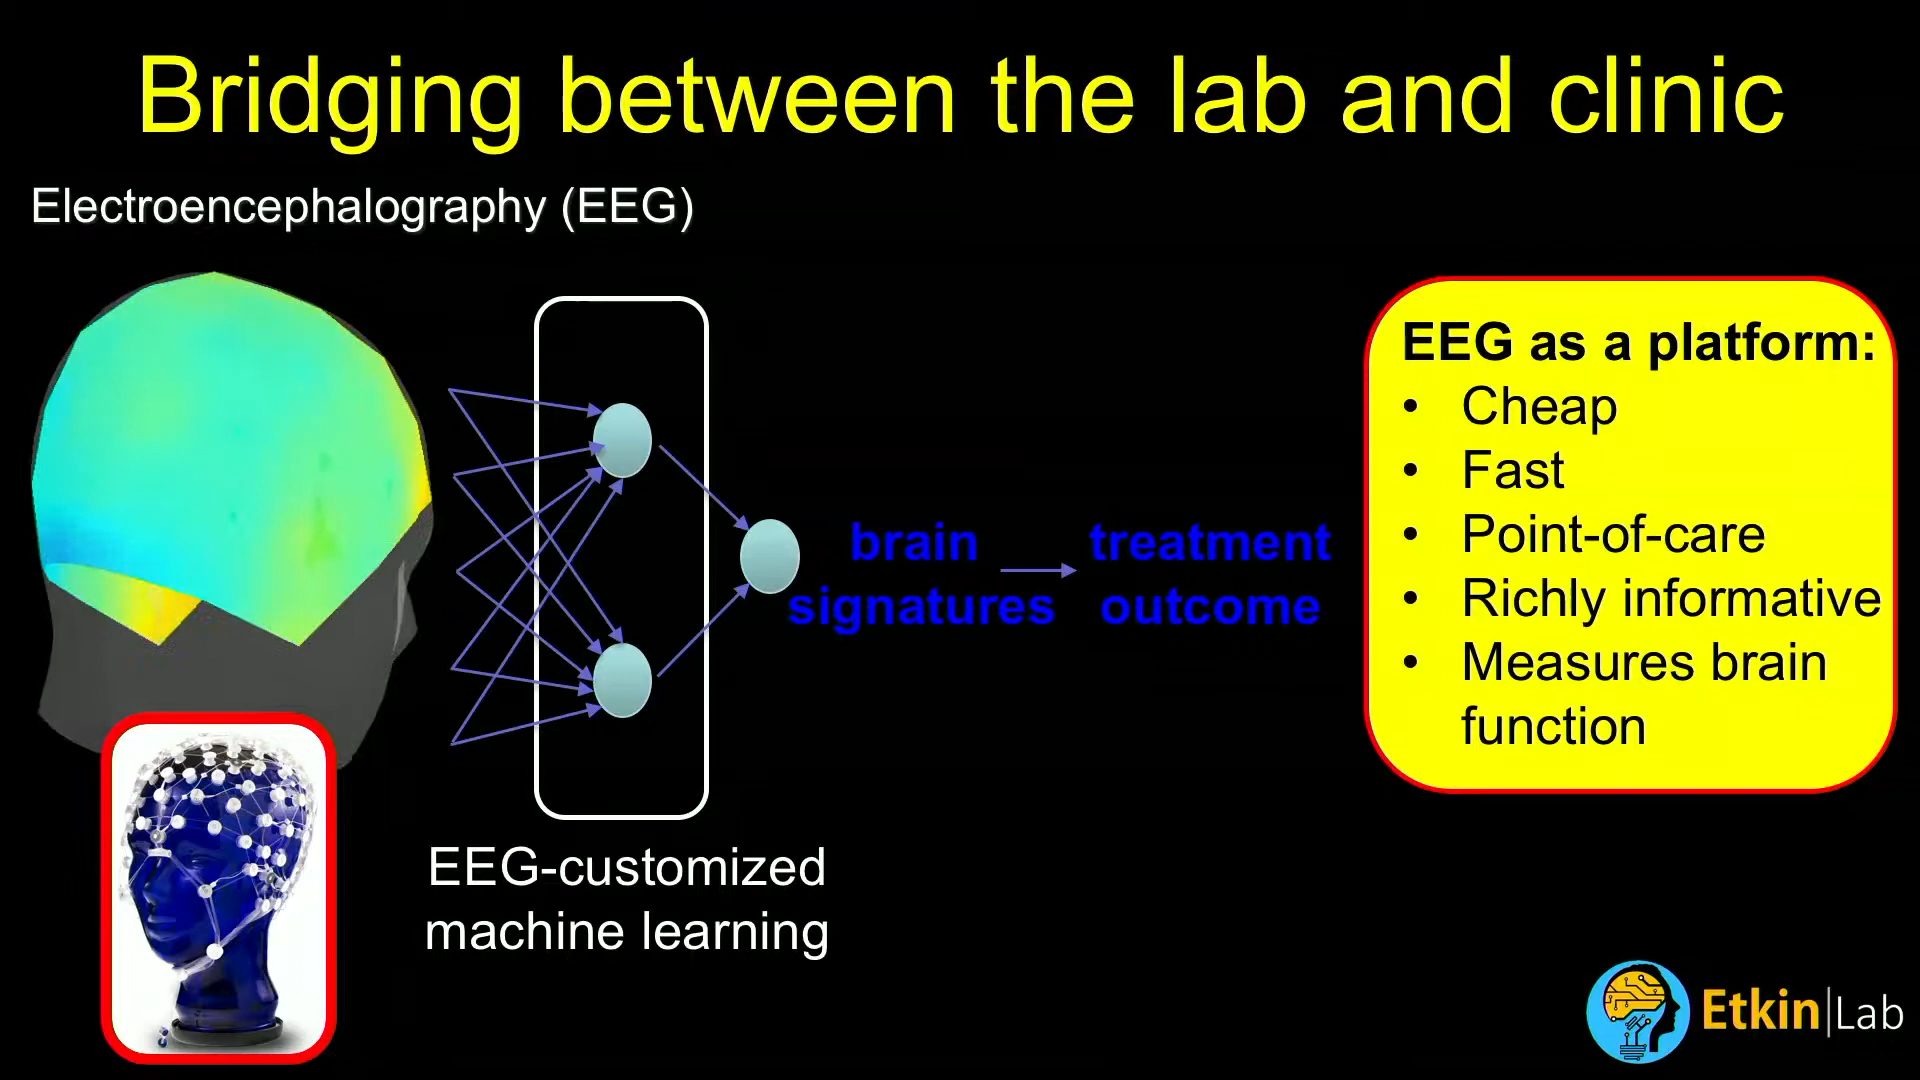 Bridging between the lab and clinic
Electroencephalography (EEG)
brain
signatures
treatment
outcome
EEG as a platform:
• Cheap
• Fast
• Point-of-care
• Richly informative
• Measures brain
function
EEG-customized
machine learning
Etkin|Lab